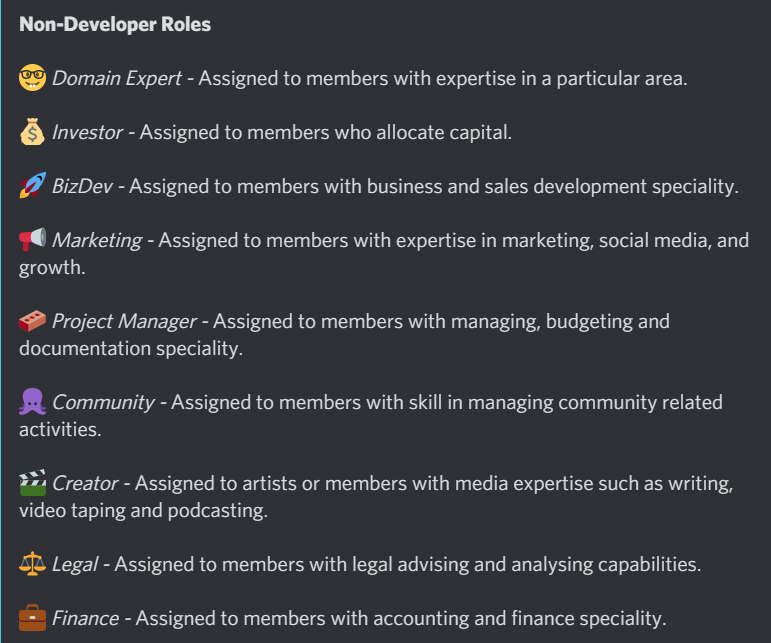 Non-Developer Roles
🤓 Domain Expert - Assigned to members with expertise in a particular area.
💰 Investor - Assigned to members who allocate capital.
🚀 BizDev - Assigned to members with business and sales development speciality.
📣 Marketing - Assigned to members with expertise in marketing, social media, and
growth.
🧱 Project Manager - Assigned to members with managing, budgeting and
documentation speciality.
🐙 Community - Assigned to members with skill in managing community related
activities.
🎬 Creator - Assigned to artists or members with media expertise such as writing,
video taping and podcasting.
⚖️ Legal - Assigned to members with legal advising and analysing capabilities.
💼 Finance - Assigned to members with accounting and finance speciality.